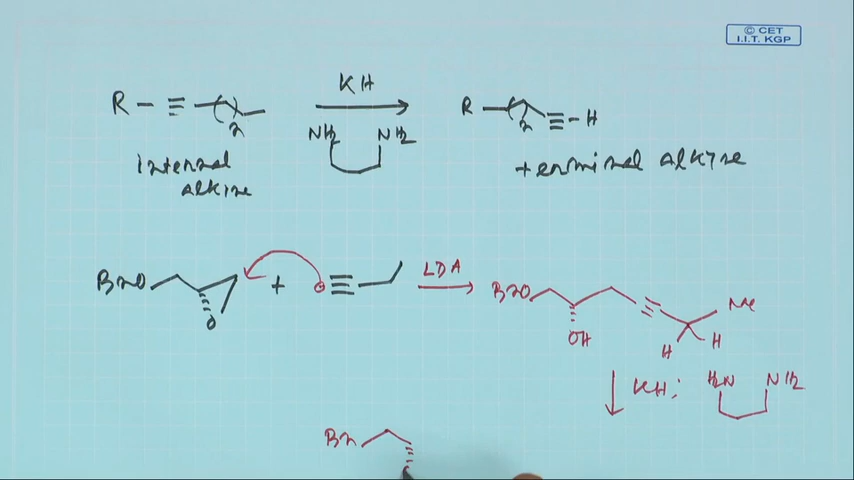 © CET
I.I.T. KGP
R - ≡ ( )n KH R ( )n ≡ - H
NH2 NH2
internal alkyne
terminal alkyne
BnO O + ⊖ ≡ LDA BnO OH ≡ H H Me
KH; H2N NH2
Bn